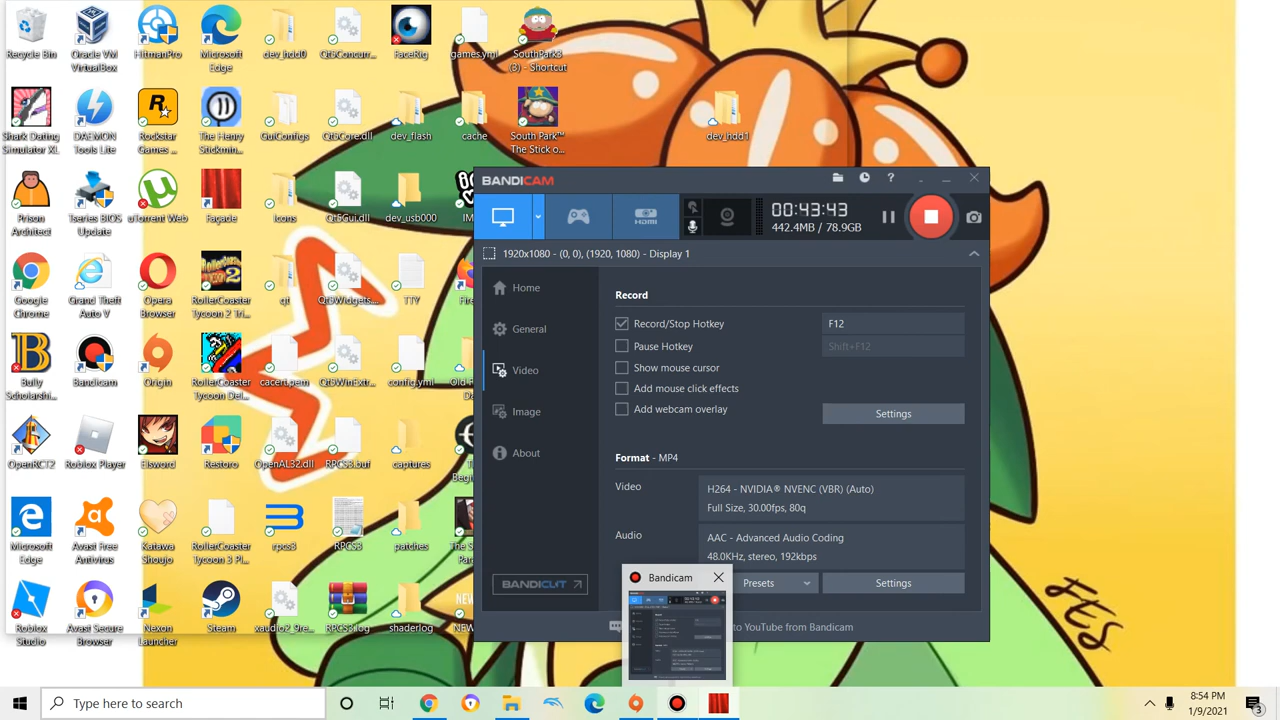 Recycle Bin
Oracle VM
VirtualBox
HitmanPro
Microsoft
Edge
dev_hdd0
Qt5Concurr...
FaceRig
games.yml
SouthPark3
(3) - Shortcut
Shark Dating
Simulator XL
DAEMON
Tools Lite
Rockstar
Games ...
The Henry
Stickmin...
GuiConfigs
Qt5Core.dll
dev_flash
cache
South Park™
The Stick o...
dev_hdd1
Prison
Architect
Tseries BIOS
Update
uTorrent Web
Façade
Icons
Qt5Gui.dll
dev_usb000
IM
Google
Chrome
Grand Theft
Auto V
Opera
Browser
RollerCoaster
Tycoon 2 Tri...
qt
Qt5Widgets....
TTY
Fire
Bully
Scholarshi...
Bandicam
Origin
RollerCoaster
Tycoon Del...
cacert.pem
Qt5WinExtr...
config.yml
Old
OpenRCT2
Roblox Player
Elsword
Restoro
OpenAL32.dll
RPCS3.buf
captures
Microsoft
Edge
Avast Free
Antivirus
Katawa
Shoujo
RollerCoaster
Tycoon 3 Pl...
rpcs3
RPCS3
patches
The S
Par
Roblox
Studio
Avast Secure
Browser
Nexon
Launcher
Steam
xaudio2_9re...
RPCS3.log
shaderlog
NEW
BANDICAM
HDMI
00:43:43
442.4MB / 78.9GB
1920x1080 - (0, 0), (1920, 1080) - Display 1
Home
General
Video
Image
About
BANDICUT
Record
Record/Stop Hotkey
F12
Pause Hotkey
Shift+F12
Show mouse cursor
Add mouse click effects
Add webcam overlay
Settings
Format - MP4
Video
H264 - NVIDIA® NVENC (VBR) (Auto)
Full Size, 30.00fps, 80q
Audio
AAC - Advanced Audio Coding
48.0KHz, stereo, 192kbps
Presets
Settings
to YouTube from Bandicam
Bandicam
Type here to search
8:54 PM
1/9/2021
3